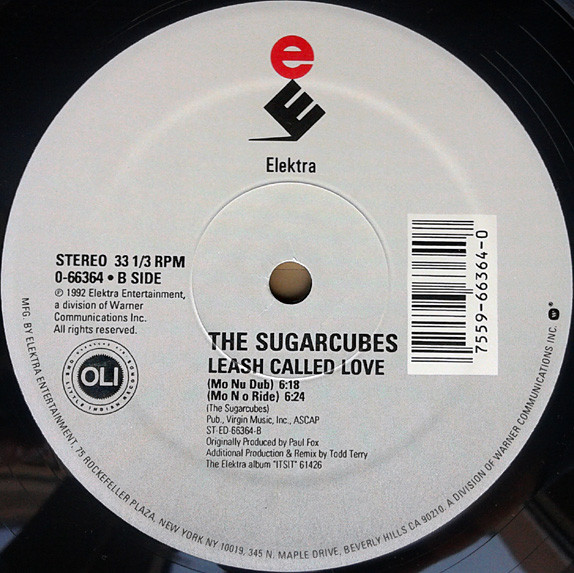 e
E
Elektra
STEREO 33 1/3 RPM
0-66364 • B SIDE
℗ 1992 Elektra Entertainment,
a division of Warner
Communications Inc.
All rights reserved.
OLI
7559-66364-0
THE SUGARCUBES
LEASH CALLED LOVE
(Mo Nu Dub) 6:18
(Mo N o Ride) 6:24
(The Sugarcubes)
Pub., Virgin Music, Inc., ASCAP
ST-ED-66364-B
Originally Produced by Paul Fox
Additional Production & Remix by Todd Terry
The Elektra album "ITSIT" 61426
MFG. BY ELEKTRA ENTERTAINMENT, 75 ROCKEFELLER PLAZA, NEW YORK NY 10019, 345 N. MAPLE DRIVE, BEVERLY HILLS CA 90210. A DIVISION OF WARNER COMMUNICATIONS INC.